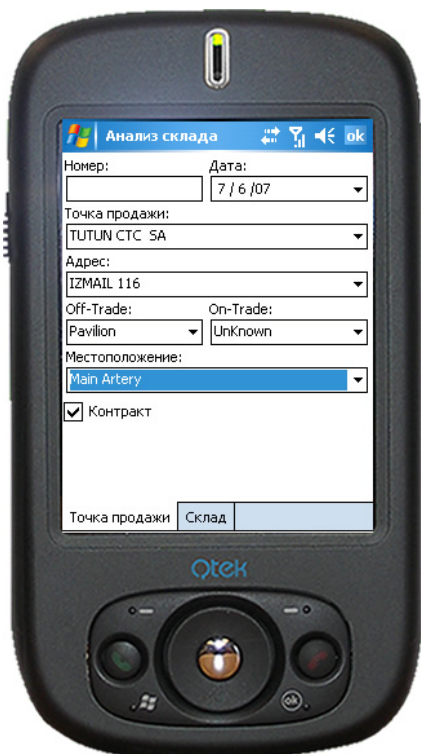 Анализ склада ok
Номер: Дата:
7 / 6 /07
Точка продажи:
TUTUN CTC SA
Адрес:
IZMAIL 116
Off-Trade: On-Trade:
Pavilion UnKnown
Местоположение:
Main Artery
Контракт
Точка продажи Склад
Qtek
ok